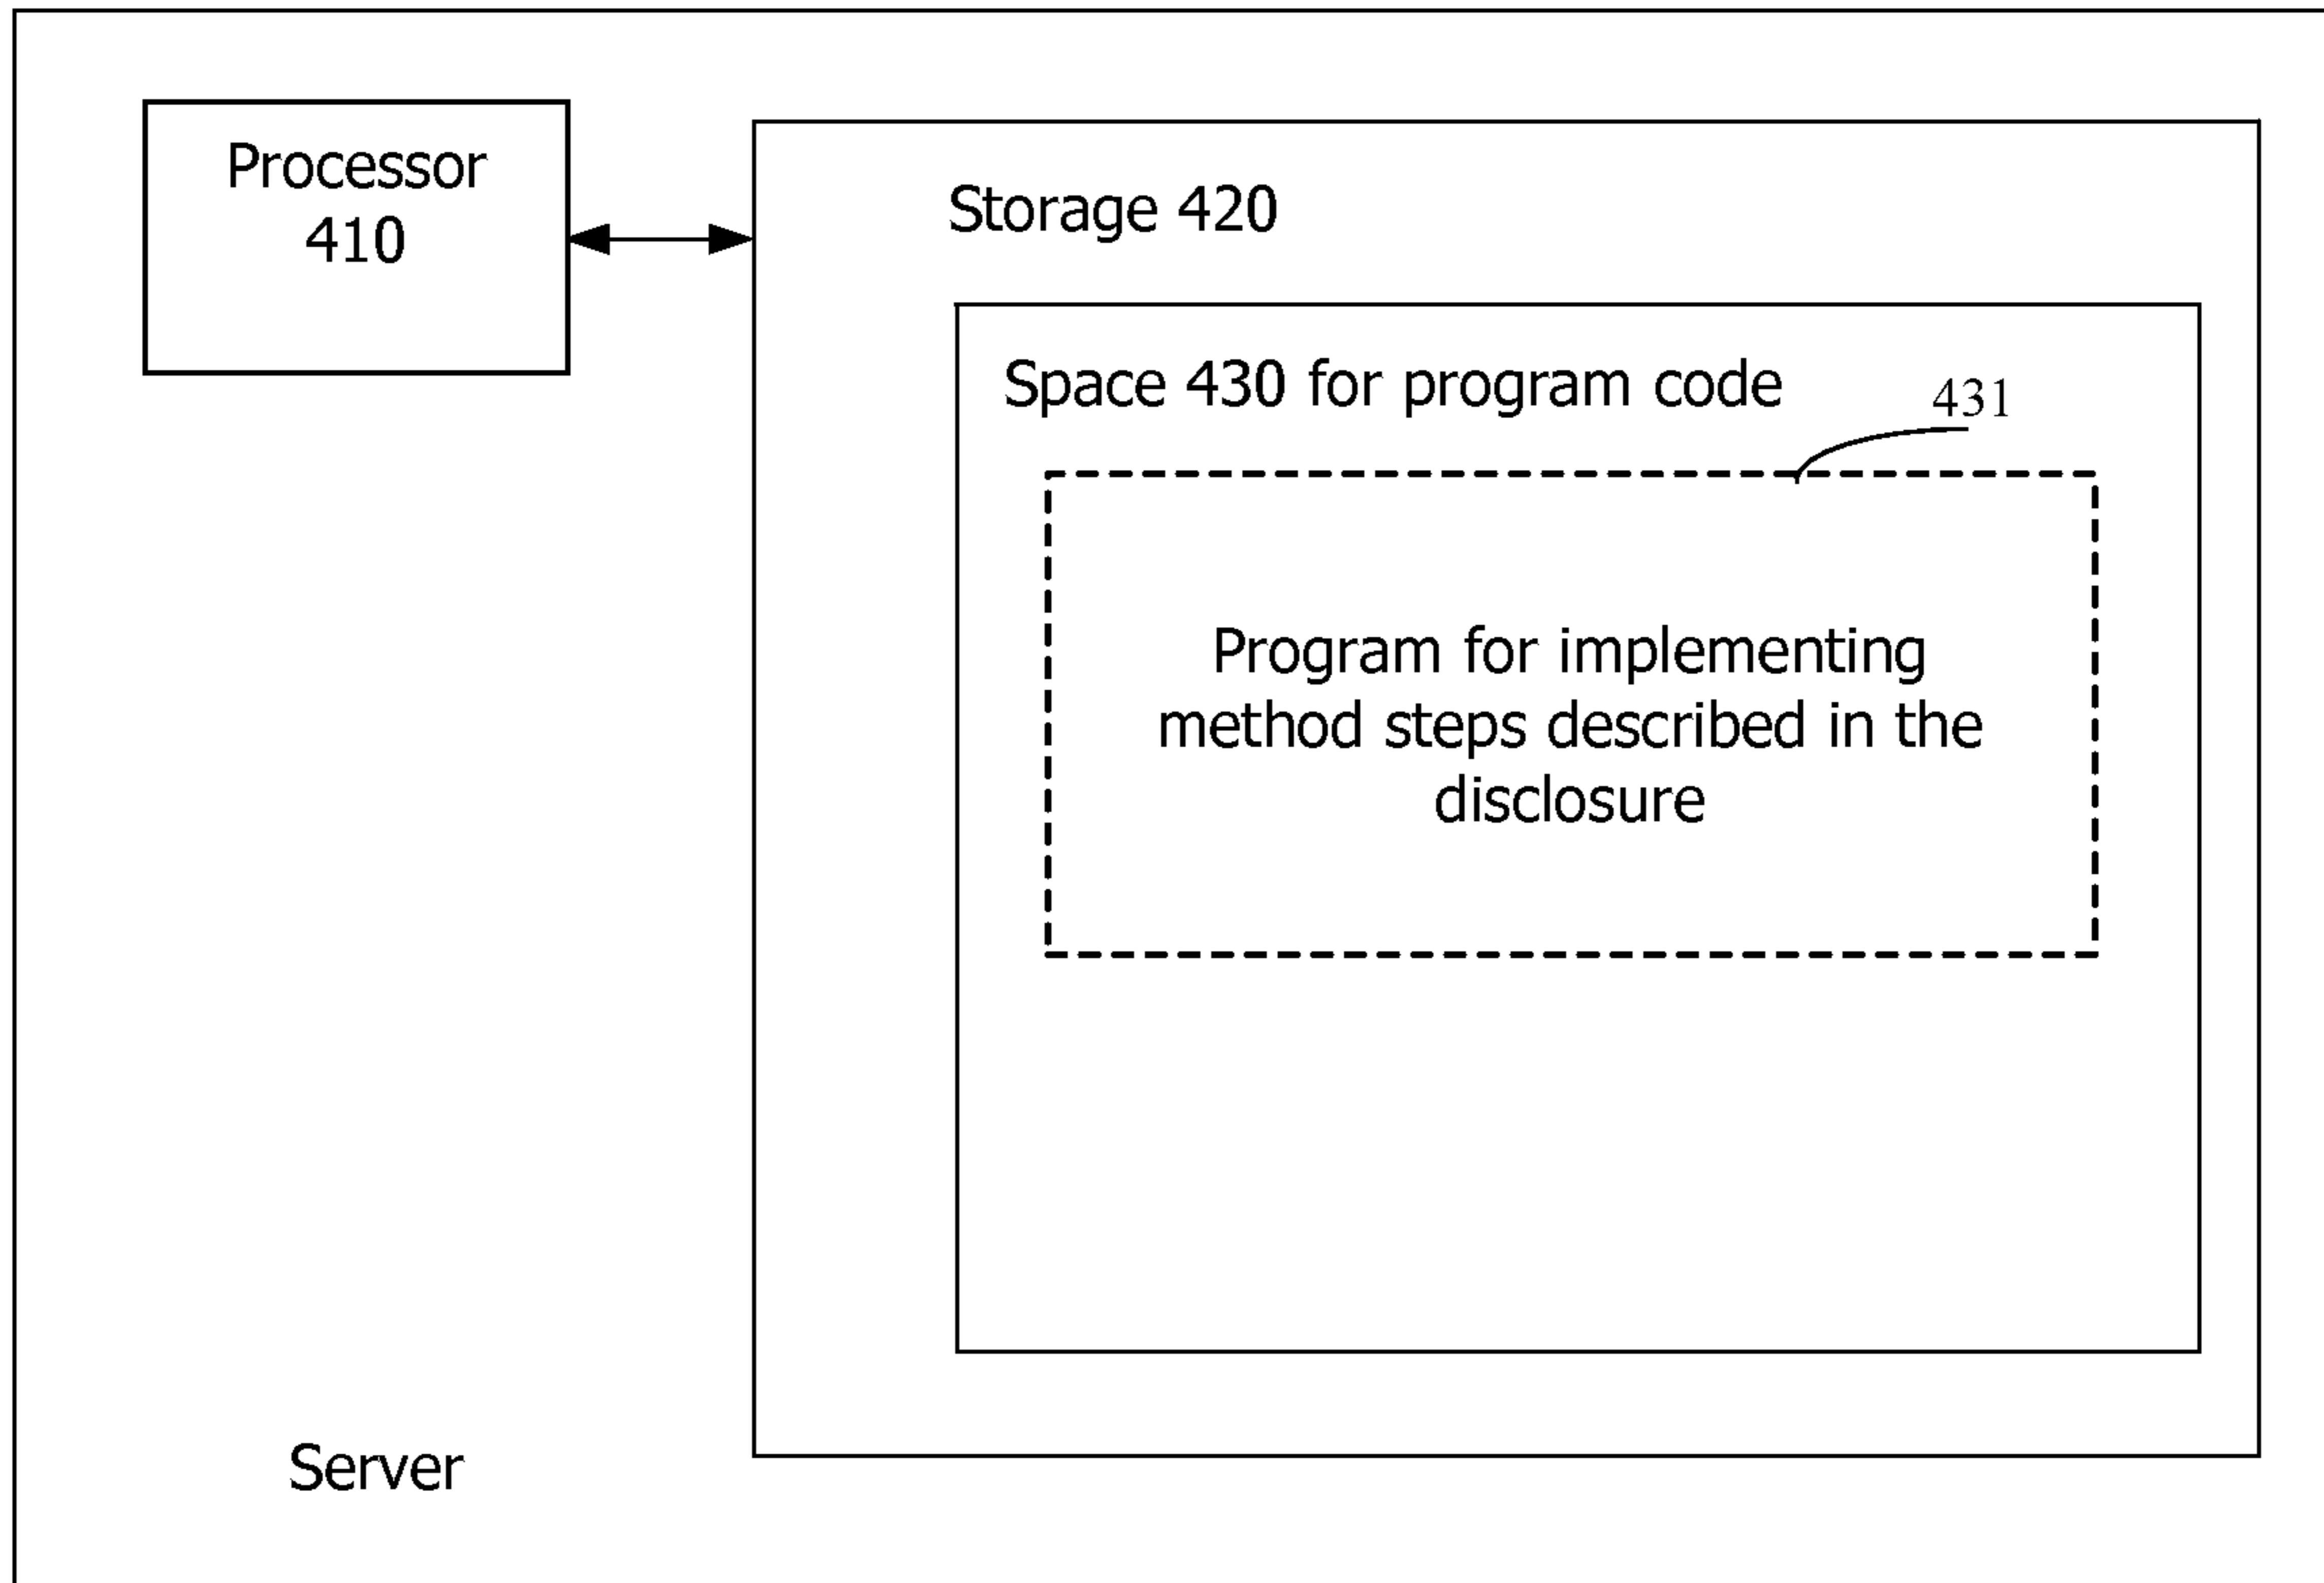 Processor
410
Storage 420
Space 430 for program code
431
Program for implementing
method steps described in the
disclosure
Server